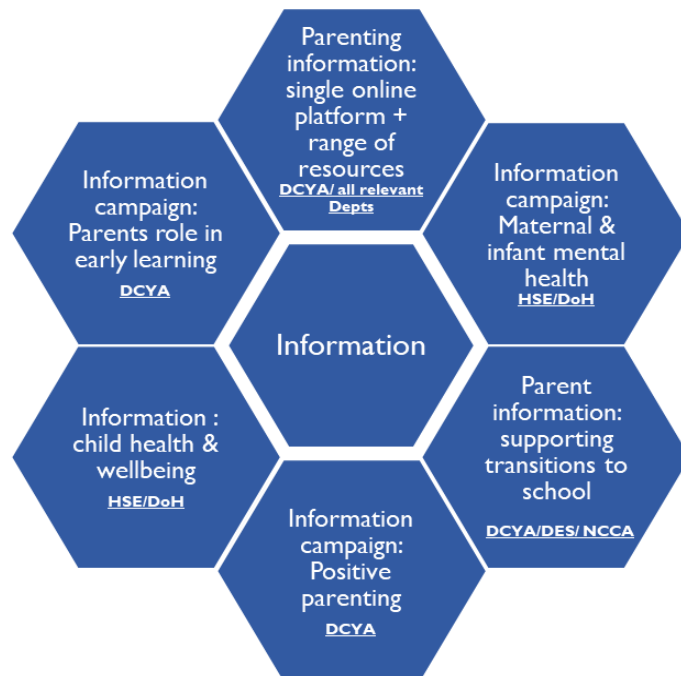 Parenting
information:
single online
platform +
range of
resources
DCYA/ all relevant
Depts
Information
campaign:
Parents role in
early learning
DCYA
Information
campaign:
Maternal &
infant mental
health
HSE/DoH
Information
Information :
child health &
wellbeing
HSE/DoH
Parent
information:
supporting
transitions to
school
DCYA/DES/ NCCA
Information
campaign:
Positive
parenting
DCYA